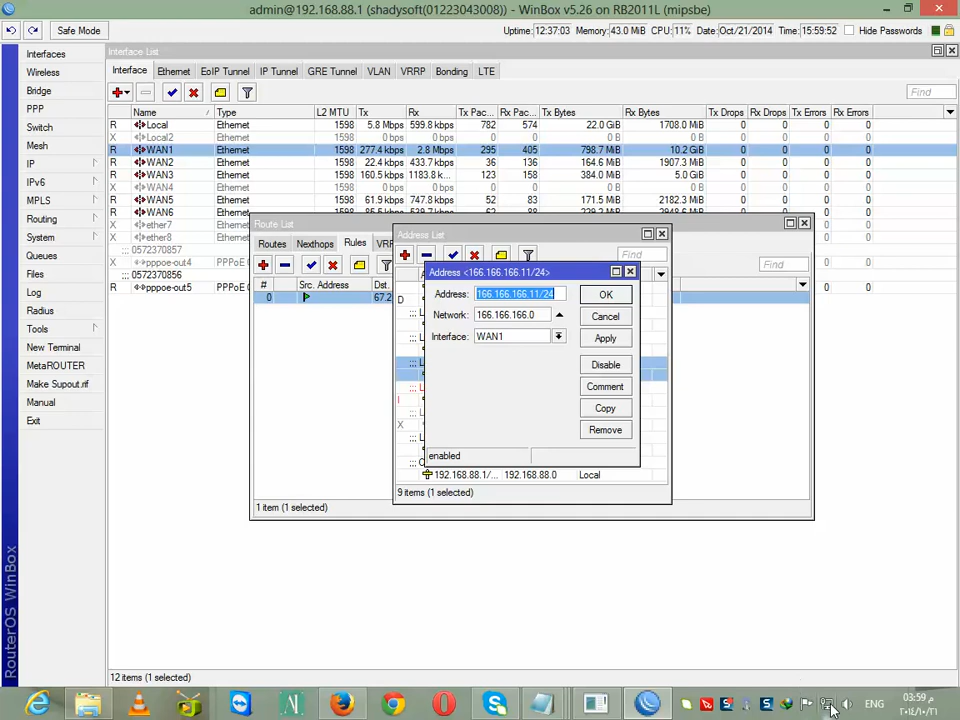 admin@192.168.88.1 (shadysoft(01223043008)) - WinBox v5.26 on RB2011L (mipsbe)
Safe Mode
Uptime: 12:37:03 Memory: 43.0 MiB CPU: 11% Date: Oct/21/2014 Time: 15:59:52 Hide Passwords
Interfaces
Wireless
Bridge
PPP
Switch
Mesh
IP
IPv6
MPLS
Routing
System
Queues
Files
Log
Radius
Tools
New Terminal
MetaROUTER
Make Supout.rif
Manual
Exit
RouterOS WinBox
Interface List
Interface Ethernet EoIP Tunnel IP Tunnel GRE Tunnel VLAN VRRP Bonding LTE
Find
Name Type L2 MTU Tx Rx Tx Pac... Rx Pac... Tx Bytes Rx Bytes Tx Drops Rx Drops Tx Errors Rx Errors
R Local Ethernet 1598 5.8 Mbps 599.8 kbps 782 574 22.0 GiB 1708.0 MiB 0 0 0 0
X Local2 Ethernet 1598 0 bps 0 bps 0 0 0 B 0 B 0 0 0 0
R WAN1 Ethernet 1598 277.4 kbps 2.8 Mbps 295 405 798.7 MiB 10.2 GiB 0 0 0 0
R WAN2 Ethernet 1598 22.4 kbps 433.7 kbps 36 136 164.6 MiB 1907.3 MiB 0 0 0 0
R WAN3 Ethernet 1598 160.5 kbps 1183.8 k... 123 158 384.0 MiB 5.0 GiB 0 0 0 0
X WAN4 Ethernet 1598 0 bps 0 bps 0 0 0 B 0 B 0 0 0 0
R WAN5 Ethernet 1598 61.9 kbps 747.8 kbps 52 83 171.5 MiB 2182.3 MiB 0 0 0 0
R WAN6 Ethernet 1598 0 0 0 0
X ether7 Ethernet
X ether8 Ethernet
::: 0572370857
X pppoe-out4 PPPoE C
::: 0572370856
R pppoe-out5 PPPoE C
0 0 0 0
Route List
Routes Nexthops Rules VRF
Find
# Src. Address Dst.
0 67.2
1 item (1 selected)
Address List
Find
D
::: L
I
X
192.168.88.1/... 192.168.88.0 Local
9 items (1 selected)
Address <166.166.166.11/24>
Address: 166.166.166.11/24
Network: 166.166.166.0
Interface: WAN1
OK
Cancel
Apply
Disable
Comment
Copy
Remove
enabled
12 items (1 selected)
ENG
03:59 م